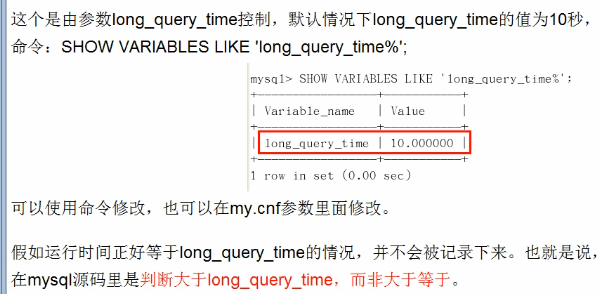 这个是由参数long_query_time控制，默认情况下long_query_time的值为10秒，
命令：SHOW VARIABLES LIKE 'long_query_time%';
mysql> SHOW VARIABLES LIKE 'long_query_time%';
+-----------------+-----------+
| Variable_name | Value |
+-----------------+-----------+
| long_query_time | 10.000000 |
+-----------------+-----------+
1 row in set (0.00 sec)
可以使用命令修改，也可以在my.cnf参数里面修改。
假如运行时间正好等于long_query_time的情况，并不会被记录下来。也就是说，
在mysql源码里是判断大于long_query_time，而非大于等于。